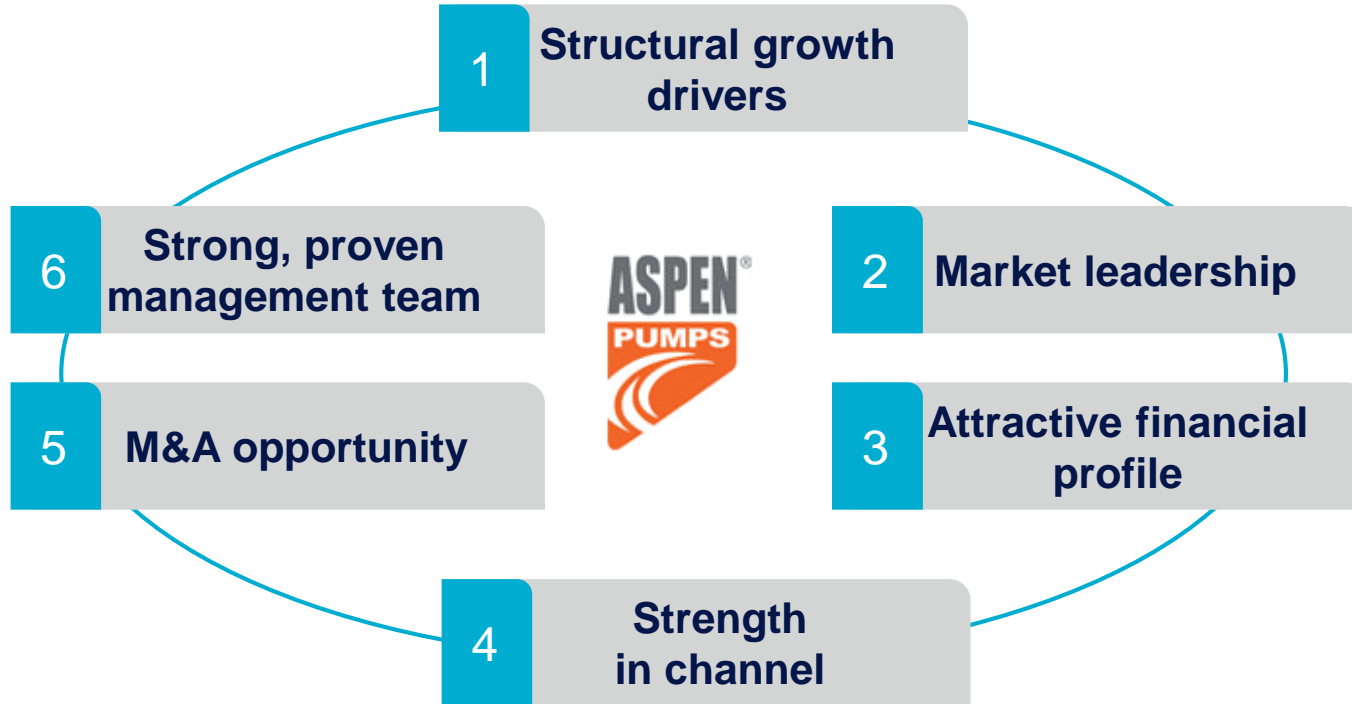 1
Structural growth
drivers
2
Market leadership
3
Attractive financial
profile
4
Strength
in channel
5
M&A opportunity
6
Strong, proven
management team
ASPEN®
PUMPS